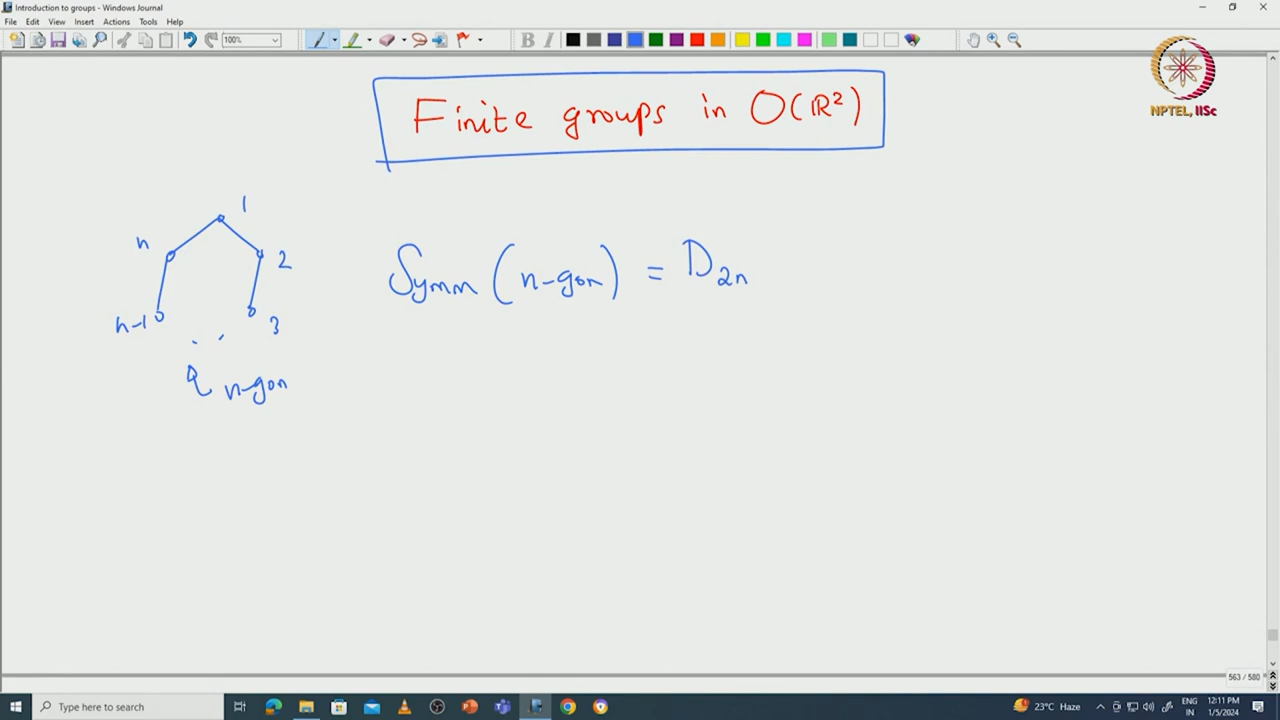 Introduction to groups - Windows Journal
File Edit View Insert Actions Tools Help
100%
B I
NPTEL, IISc
Finite groups in O(ℝ²)
1
n
2
n-1
3
n-gon
Symm (n-gon) = D₂ₙ
563 / 580
Type here to search
23°C Haze
ENG
IN
12:11 PM
1/5/2024